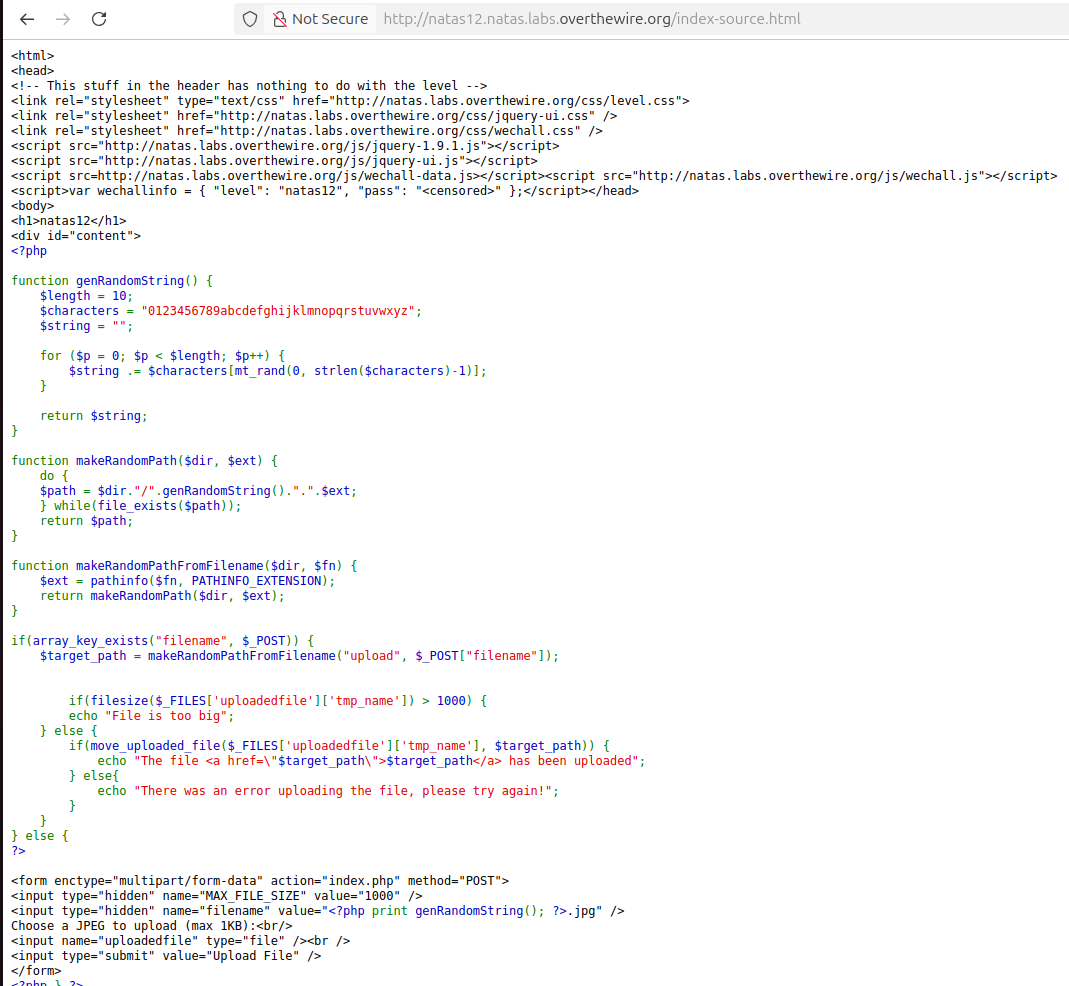 Not Secure http://natas12.natas.labs.overthewire.org/index-source.html
<html>
<head>
<!-- This stuff in the header has nothing to do with the level -->
<link rel="stylesheet" type="text/css" href="http://natas.labs.overthewire.org/css/level.css">
<link rel="stylesheet" href="http://natas.labs.overthewire.org/css/jquery-ui.css" />
<link rel="stylesheet" href="http://natas.labs.overthewire.org/css/wechall.css" />
<script src="http://natas.labs.overthewire.org/js/jquery-1.9.1.js"></script>
<script src="http://natas.labs.overthewire.org/js/jquery-ui.js"></script>
<script src=http://natas.labs.overthewire.org/js/wechall-data.js></script><script src="http://natas.labs.overthewire.org/js/wechall.js"></script>
<script>var wechallinfo = { "level": "natas12", "pass": "<censored>" };</script></head>
<body>
<h1>natas12</h1>
<div id="content">
<?php

function genRandomString() {
    $length = 10;
    $characters = "0123456789abcdefghijklmnopqrstuvwxyz";
    $string = "";

    for ($p = 0; $p < $length; $p++) {
        $string .= $characters[mt_rand(0, strlen($characters)-1)];
    }

    return $string;
}

function makeRandomPath($dir, $ext) {
    do {
    $path = $dir."/".genRandomString().".".$ext;
    } while(file_exists($path));
    return $path;
}

function makeRandomPathFromFilename($dir, $fn) {
    $ext = pathinfo($fn, PATHINFO_EXTENSION);
    return makeRandomPath($dir, $ext);
}

if(array_key_exists("filename", $_POST)) {
    $target_path = makeRandomPathFromFilename("upload", $_POST["filename"]);


        if(filesize($_FILES['uploadedfile']['tmp_name']) > 1000) {
        echo "File is too big";
    } else {
        if(move_uploaded_file($_FILES['uploadedfile']['tmp_name'], $target_path)) {
            echo "The file <a href=\"$target_path\">$target_path</a> has been uploaded";
        } else{
            echo "There was an error uploading the file, please try again!";
        }
    }
} else {
?>

<form enctype="multipart/form-data" action="index.php" method="POST">
<input type="hidden" name="MAX_FILE_SIZE" value="1000" />
<input type="hidden" name="filename" value="<?php print genRandomString(); ?>.jpg" />
Choose a JPEG to upload (max 1KB):<br/>
<input name="uploadedfile" type="file" /><br />
<input type="submit" value="Upload File" />
</form>
<?php } ?>